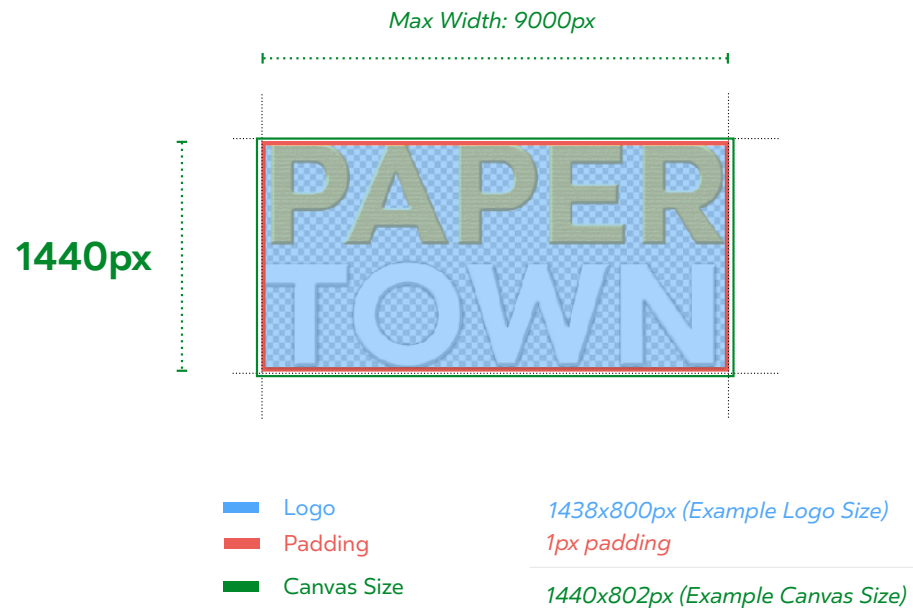 Max Width: 9000px
PAPER
1440px
TOWN
Logo 1438x800px (Example Logo Size)
Padding 1px padding
Canvas Size 1440x802px (Example Canvas Size)